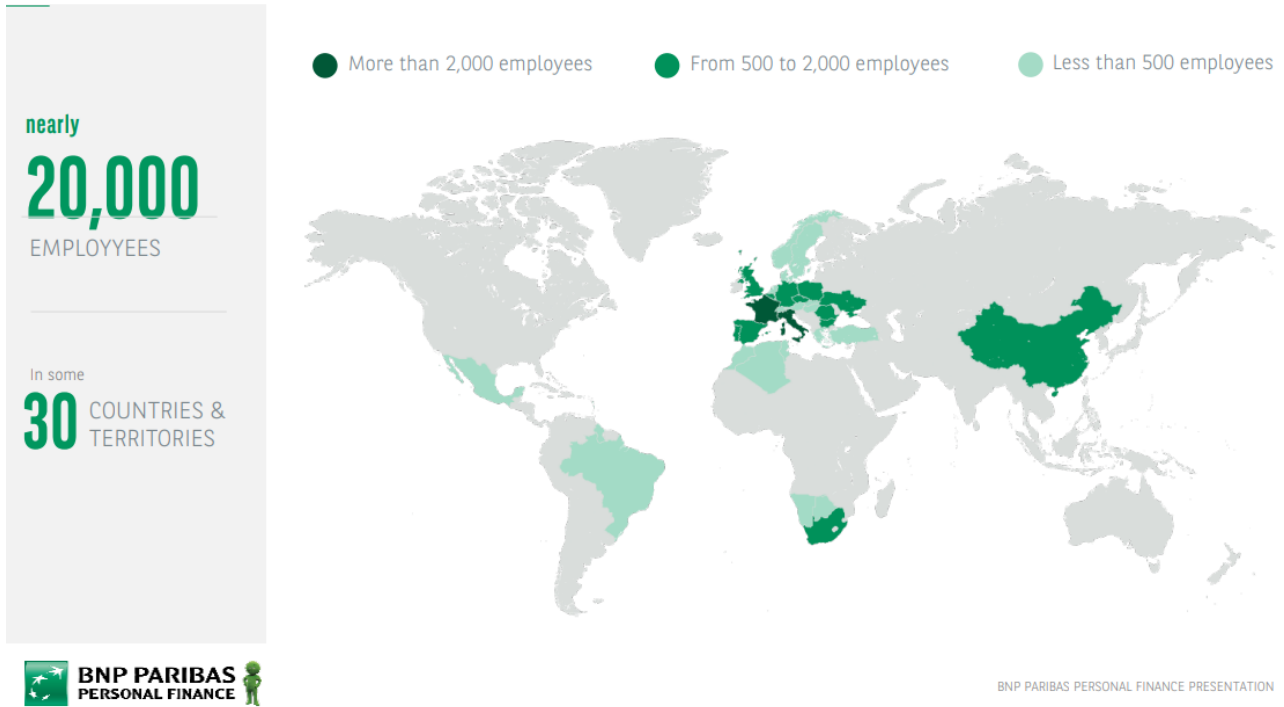 More than 2,000 employees
From 500 to 2,000 employees
Less than 500 employees
nearly
20,000
EMPLOYYEES
In some
30 COUNTRIES &
TERRITORIES
BNP PARIBAS
PERSONAL FINANCE
BNP PARIBAS PERSONAL FINANCE PRESENTATION